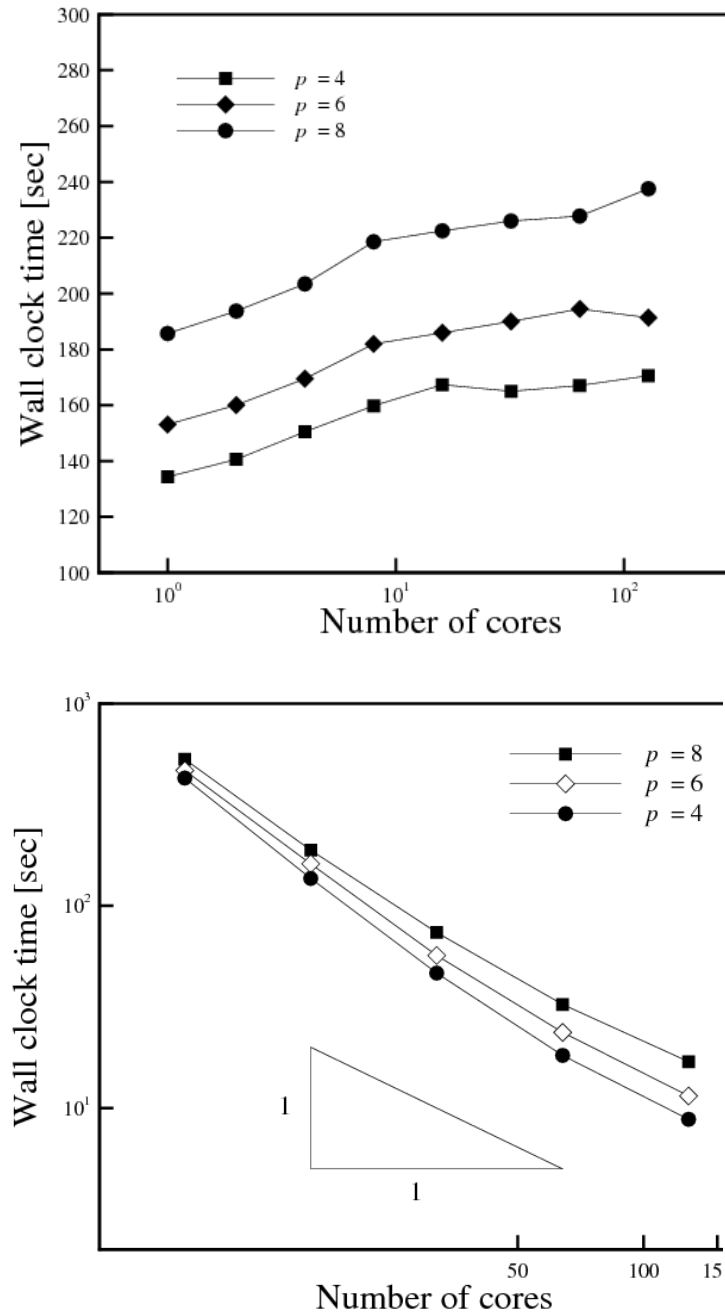 300
280
260
240
220
200
180
160
140
120
100
Wall clock time [sec]
p = 4
p = 6
p = 8
10⁰
10¹
10²
Number of cores
10³
10²
10¹
Wall clock time [sec]
p = 8
p = 6
p = 4
1
1
50
100
15
Number of cores